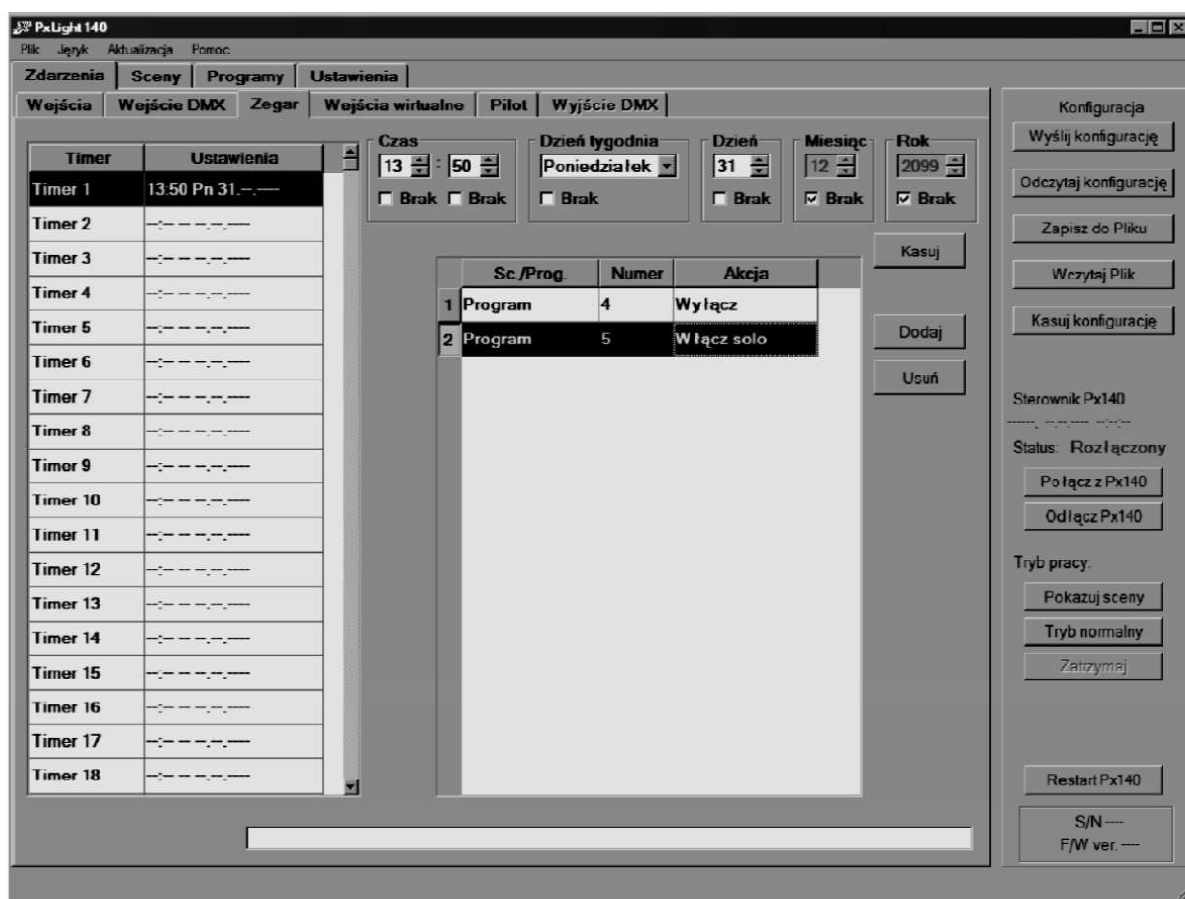 PxLight 140
Plik Język Aktualizacja Pomoc
Zdarzenia Sceny Programy Ustawienia
Wejścia Wejście DMX Zegar Wejścia wirtualne Pilot Wyjście DMX
Timer Ustawienia
Timer 1 13:50 Pn 31.--.----
Timer 2 --:-- -- --.--.----
Timer 3 --:-- -- --.--.----
Timer 4 --:-- -- --.--.----
Timer 5 --:-- -- --.--.----
Timer 6 --:-- -- --.--.----
Timer 7 --:-- -- --.--.----
Timer 8 --:-- -- --.--.----
Timer 9 --:-- -- --.--.----
Timer 10 --:-- -- --.--.----
Timer 11 --:-- -- --.--.----
Timer 12 --:-- -- --.--.----
Timer 13 --:-- -- --.--.----
Timer 14 --:-- -- --.--.----
Timer 15 --:-- -- --.--.----
Timer 16 --:-- -- --.--.----
Timer 17 --:-- -- --.--.----
Timer 18 --:-- -- --.--.----
Czas Dzień tygodnia Dzień Miesiąc Rok
13 : 50 Poniedziałek 31 12 2099
Brak Brak Brak Brak Brak Brak
Kasuj
Sc./Prog. Numer Akcja
1 Program 4 Wyłącz
2 Program 5 Włącz solo
Dodaj
Usuń
Konfiguracja
Wyślij konfigurację
Odczytaj konfigurację
Zapisz do Pliku
Wczytaj Plik
Kasuj konfigurację
Sterownik Px140
------, --.--.---- --:--:--
Status: Rozłączony
Połącz z Px140
Odłącz Px140
Tryb pracy:
Pokazuj sceny
Tryb normalny
Zatrzymaj
Restart Px140
S/N ----
F/W ver. ----